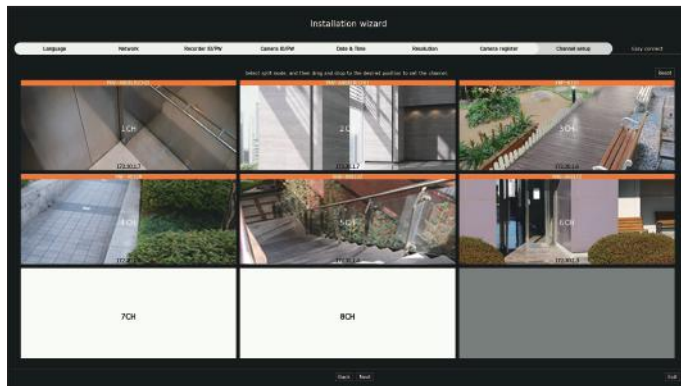 Installation wizard
Language Network Recorder ID/PW Camera ID/PW Date & Time Resolution Camera register Channel setup Easy connect
Select split mode, and then drag and drop to the desired position to set the channel.
Reset
1CH 2CH 3CH
4CH 5CH 6CH
7CH 8CH
Back Next Exit